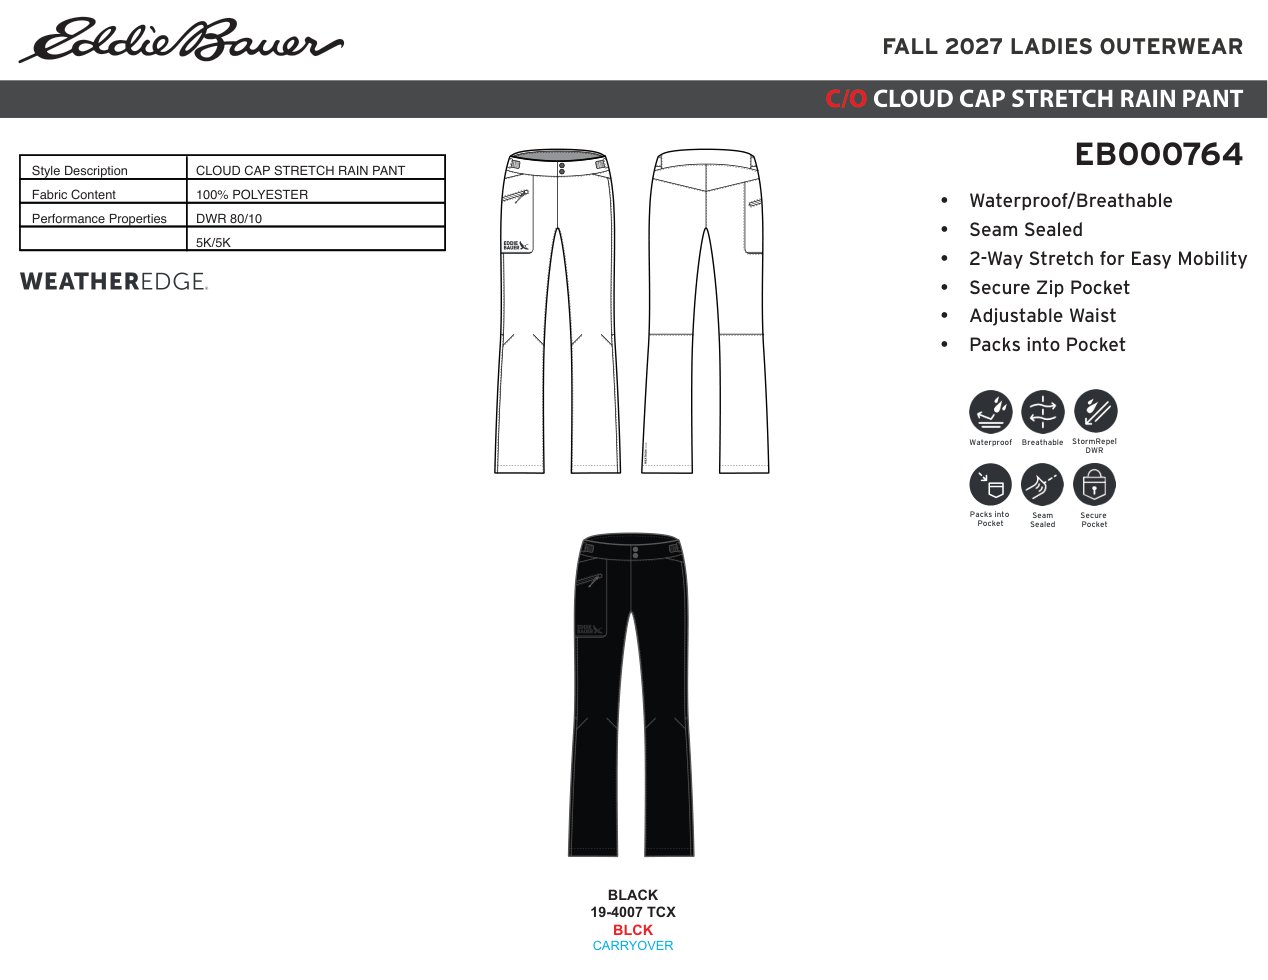 Eddie Bauer
FALL 2027 LADIES OUTERWEAR
C/O CLOUD CAP STRETCH RAIN PANT
EB000764
Style Description CLOUD CAP STRETCH RAIN PANT
Fabric Content 100% POLYESTER
Performance Properties DWR 80/10
5K/5K
WEATHEREDGE
• Waterproof/Breathable
• Seam Sealed
• 2-Way Stretch for Easy Mobility
• Secure Zip Pocket
• Adjustable Waist
• Packs into Pocket
EDDIE
BAUER
Waterproof
Breathable
StormRepel
DWR
Packs into
Pocket
Seam
Sealed
Secure
Pocket
EDDIE
BAUER
BLACK
19-4007 TCX
BLCK
CARRYOVER